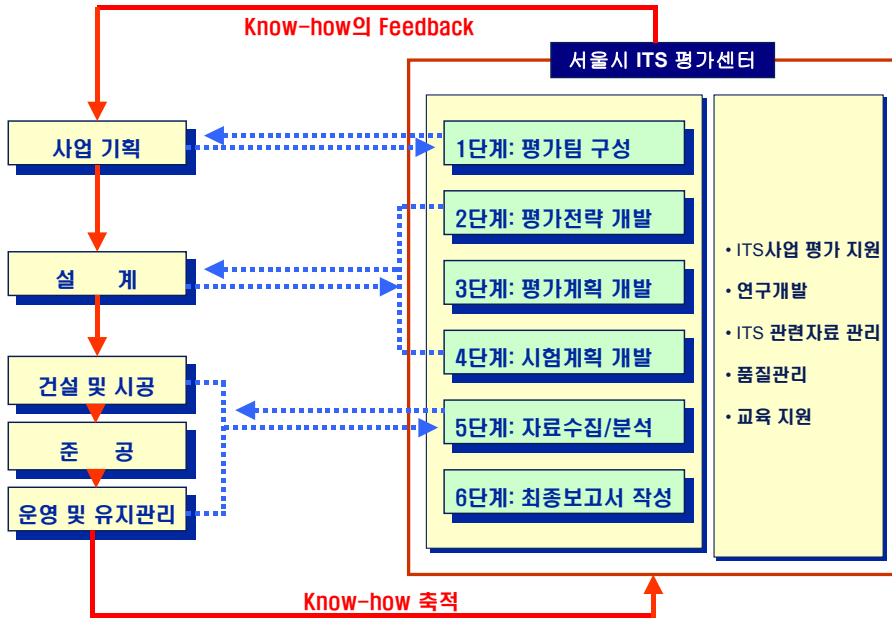 Know-how의 Feedback
서울시 ITS 평가센터
사업 기획
설 계
건설 및 시공
준 공
운영 및 유지관리
1단계: 평가팀 구성
2단계: 평가전략 개발
3단계: 평가계획 개발
4단계: 시험계획 개발
5단계: 자료수집/분석
6단계: 최종보고서 작성
• ITS사업 평가 지원
• 연구개발
• ITS 관련자료 관리
• 품질관리
• 교육 지원
Know-how 축적